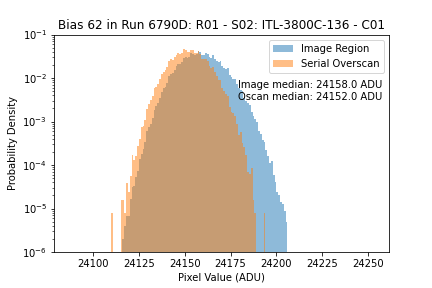 Bias 62 in Run 6790D: R01 - S02: ITL-3800C-136 - C01
Image Region
Serial Overscan
Image median: 24158.0 ADU
Oscan median: 24152.0 ADU
Probability Density
10⁻¹
10⁻²
10⁻³
10⁻⁴
10⁻⁵
10⁻⁶
24100 24125 24150 24175 24200 24225 24250
Pixel Value (ADU)